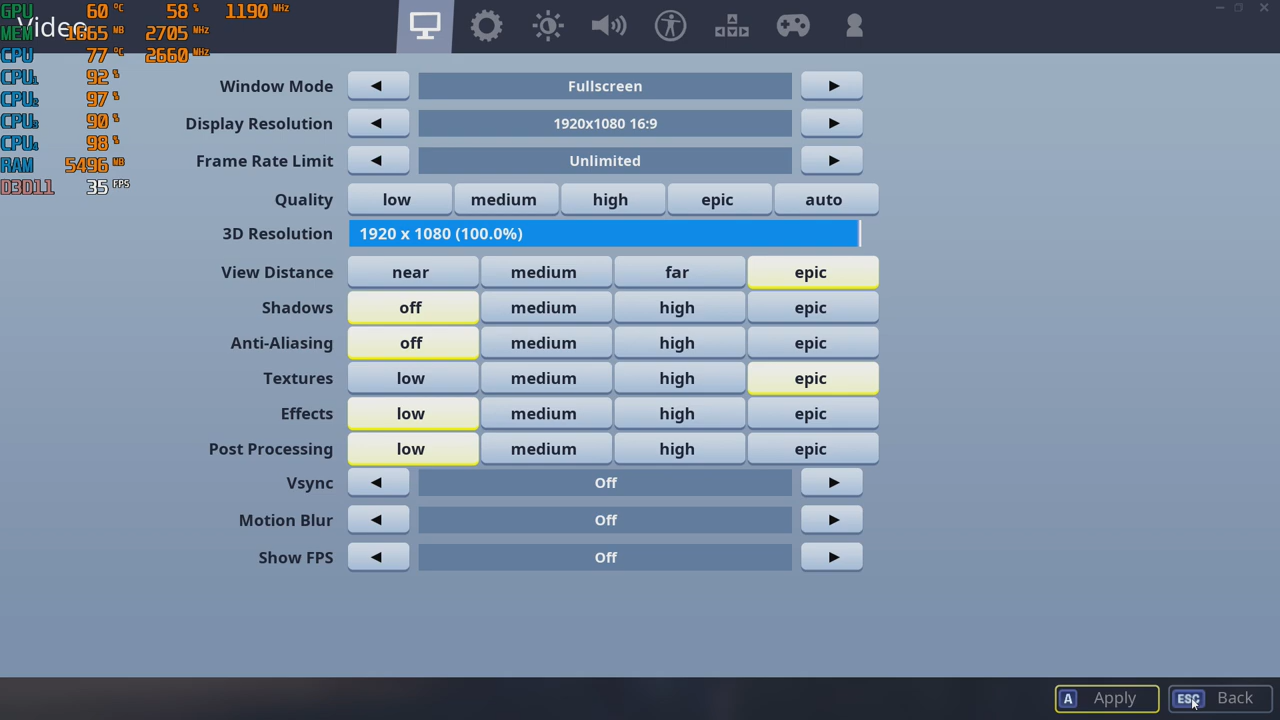 GPU 60 °C 58 % 1190 MHz
Video
MEM 1665 MB 2705 MHz
CPU 77 °C 2660 MHz
CPU1 92 %
CPU2 97 %
CPU3 90 %
CPU4 98 %
RAM 5496 MB
D3D11 35 FPS
Window Mode ◀ Fullscreen ▶
Display Resolution ◀ 1920x1080 16:9 ▶
Frame Rate Limit ◀ Unlimited ▶
Quality low medium high epic auto
3D Resolution 1920 x 1080 (100.0%)
View Distance near medium far epic
Shadows off medium high epic
Anti-Aliasing off medium high epic
Textures low medium high epic
Effects low medium high epic
Post Processing low medium high epic
Vsync ◀ Off ▶
Motion Blur ◀ Off ▶
Show FPS ◀ Off ▶
A Apply ESC Back